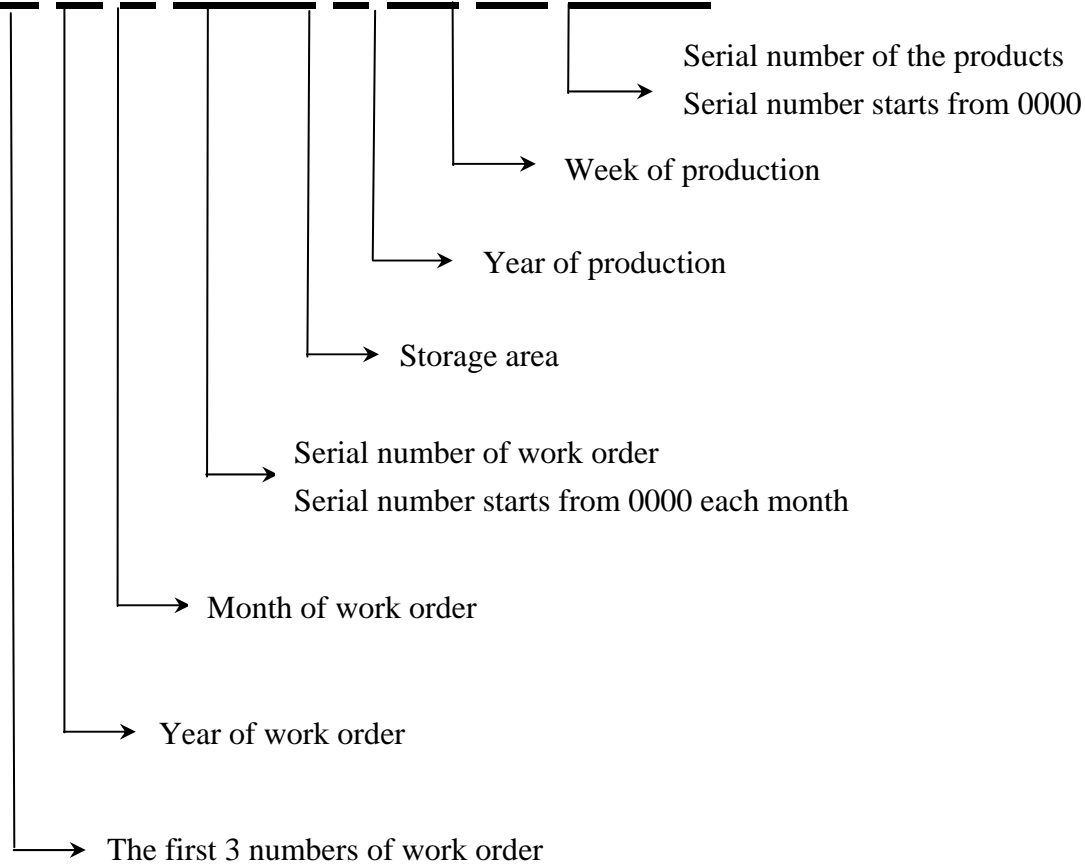 Serial number of the products
Serial number starts from 0000
Week of production
Year of production
Storage area
Serial number of work order
Serial number starts from 0000 each month
Month of work order
Year of work order
The first 3 numbers of work order